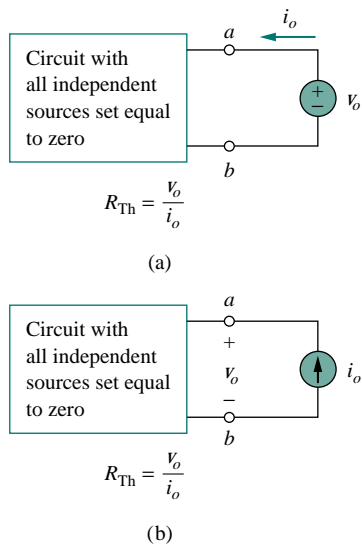 a
i_o
Circuit with
all independent
sources set equal
to zero
+
−
v_o
b
R_Th = v_o / i_o
(a)
a
Circuit with
all independent
sources set equal
to zero
+
v_o
−
i_o
b
R_Th = v_o / i_o
(b)